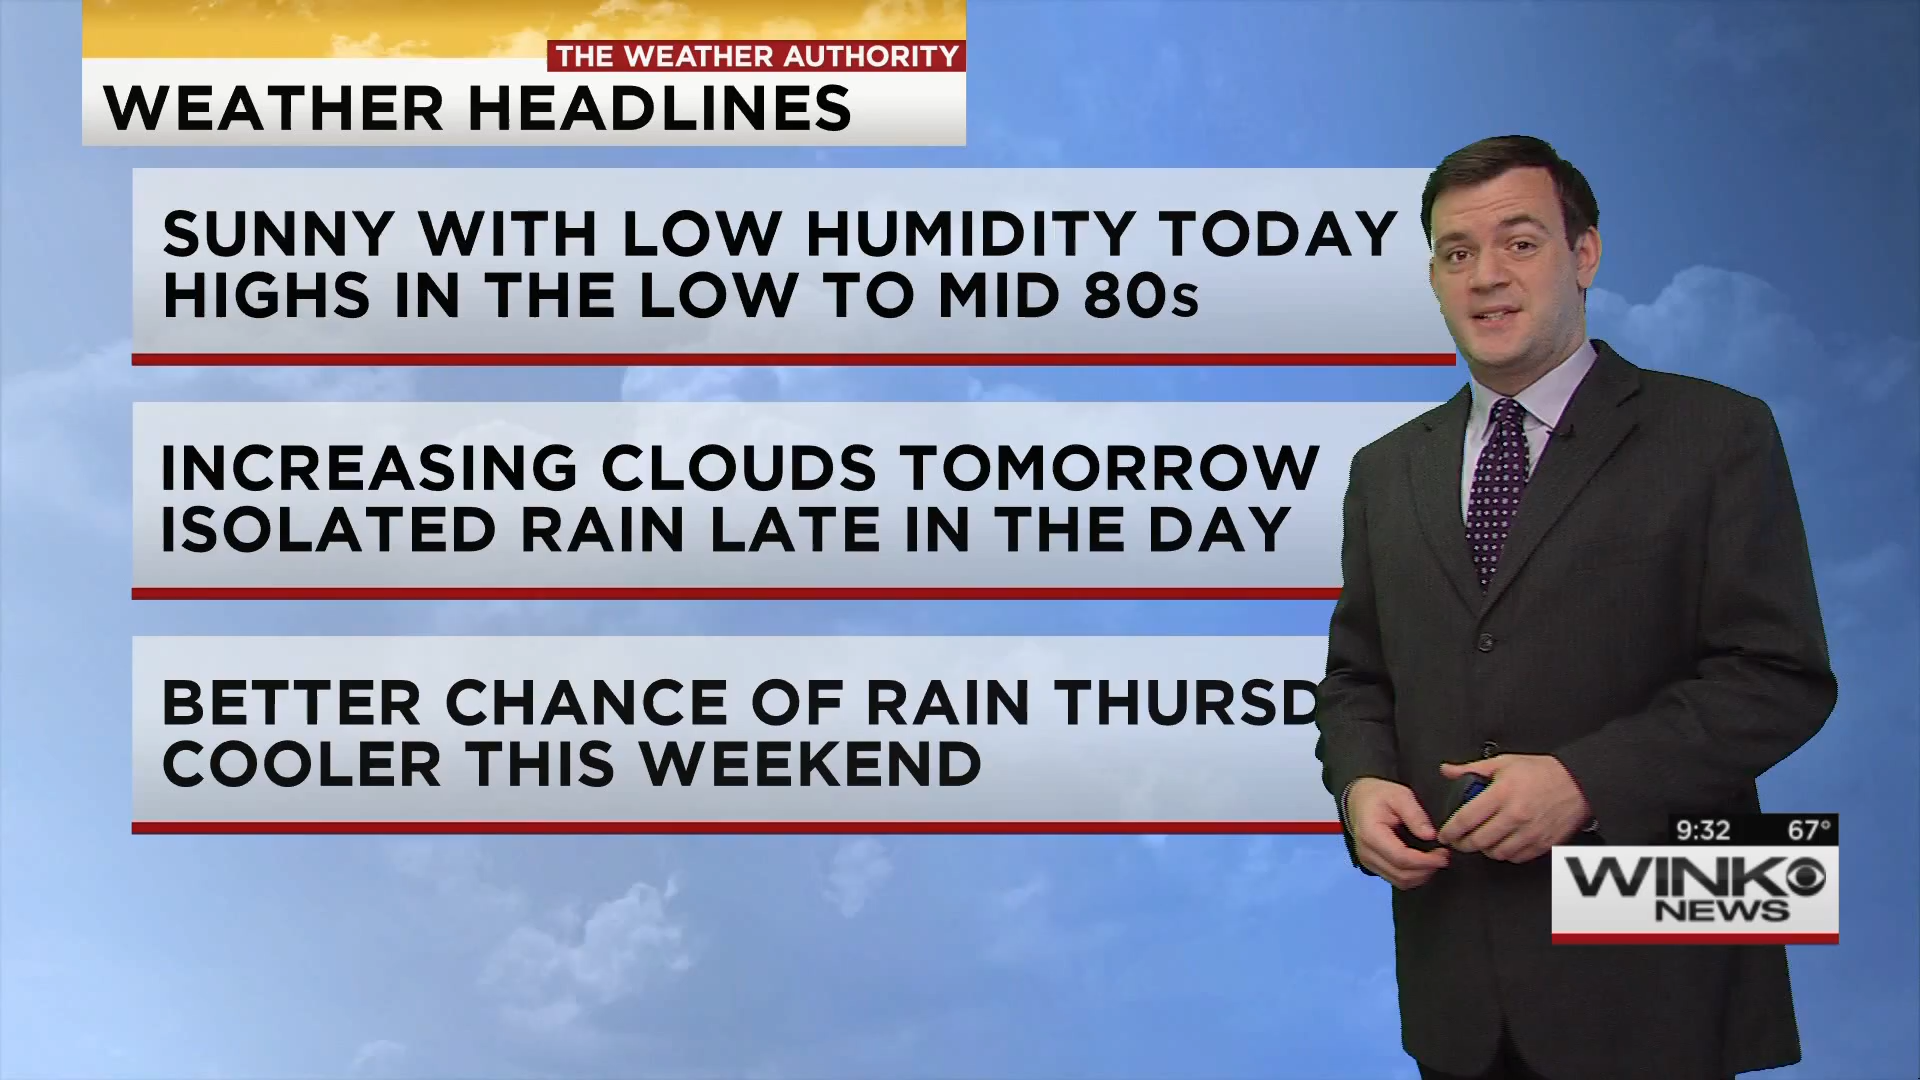 THE WEATHER AUTHORITY
WEATHER HEADLINES
SUNNY WITH LOW HUMIDITY TODAY
HIGHS IN THE LOW TO MID 80s
INCREASING CLOUDS TOMORROW
ISOLATED RAIN LATE IN THE DAY
BETTER CHANCE OF RAIN THURSD
COOLER THIS WEEKEND
9:32 67°
WINK
NEWS